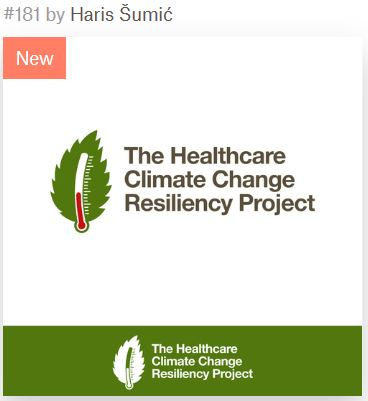 #181 by Haris Šumić
New
The Healthcare
Climate Change
Resiliency Project
The Healthcare
Climate Change
Resiliency Project